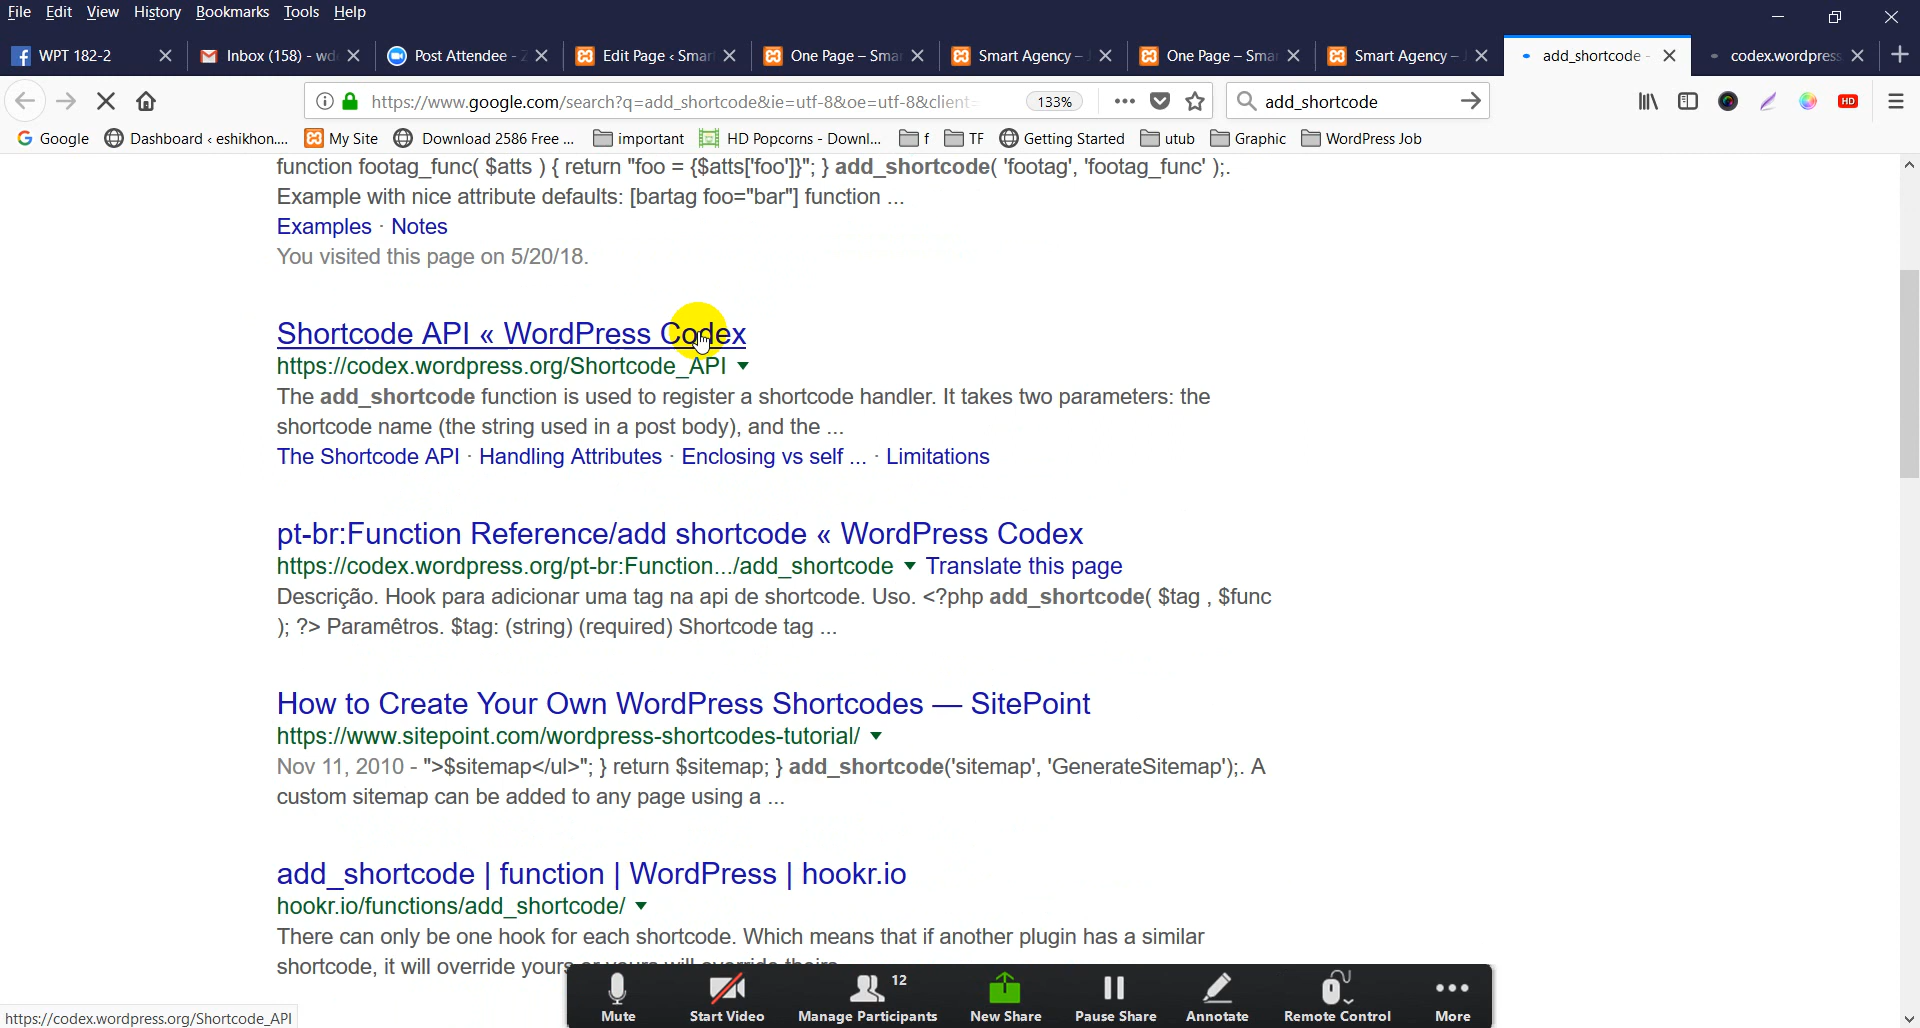 File Edit View History Bookmarks Tools Help
WPT 182-2
Inbox (158) - wd
Post Attendee - Z
Edit Page ‹ Smar
One Page – Sma
Smart Agency –
One Page – Sma
Smart Agency –
add_shortcode -
codex.wordpress
https://www.google.com/search?q=add_shortcode&ie=utf-8&oe=utf-8&client= 133% add_shortcode HD
Google Dashboard ‹ eshikhon.... My Site Download 2586 Free ... important HD Popcorns - Downl... f TF Getting Started utub Graphic WordPress Job
function footag_func( $atts ) { return "foo = {$atts['foo']}"; } add_shortcode( 'footag', 'footag_func' );.
Example with nice attribute defaults: [bartag foo="bar"] function ...
Examples · Notes
You visited this page on 5/20/18.
Shortcode API « WordPress Codex
https://codex.wordpress.org/Shortcode_API
The add_shortcode function is used to register a shortcode handler. It takes two parameters: the
shortcode name (the string used in a post body), and the ...
The Shortcode API · Handling Attributes · Enclosing vs self ... · Limitations
pt-br:Function Reference/add shortcode « WordPress Codex
https://codex.wordpress.org/pt-br:Function.../add_shortcode Translate this page
Descrição. Hook para adicionar uma tag na api de shortcode. Uso. <?php add_shortcode( $tag , $func
); ?> Paramêtros. $tag: (string) (required) Shortcode tag ...
How to Create Your Own WordPress Shortcodes — SitePoint
https://www.sitepoint.com/wordpress-shortcodes-tutorial/
Nov 11, 2010 - ">$sitemap</ul>"; } return $sitemap; } add_shortcode('sitemap', 'GenerateSitemap');. A
custom sitemap can be added to any page using a ...
add_shortcode | function | WordPress | hookr.io
hookr.io/functions/add_shortcode/
There can only be one hook for each shortcode. Which means that if another plugin has a similar
shortcode, it will override yours
12
Mute Start Video Manage Participants New Share Pause Share Annotate Remote Control More
https://codex.wordpress.org/Shortcode_API